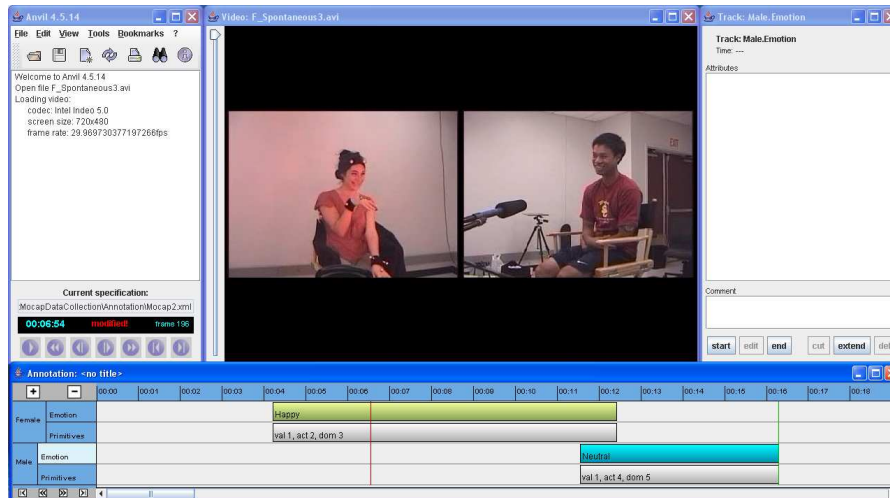 Anvil 4.5.14
File Edit View Tools Bookmarks ?
Welcome to Anvil 4.5.14
Open file F_Spontaneous3.avi
Loading video:
codec: Intel Indeo 5.0
screen size: 720x480
frame rate: 29.969730377197266fps
Current specification:
:MocapDataCollection\Annotation\Mocap2.xml
00:06:54 modified! frame 196
Video: F_Spontaneous3.avi
EXIT
Track: Male.Emotion
Track: Male.Emotion
Time: ---
Attributes
Comment
start edit end cut extend del
Annotation: <no title>
+ - 00:00 00:01 00:02 00:03 00:04 00:05 00:06 00:07 00:08 00:09 00:10 00:11 00:12 00:13 00:14 00:15 00:16 00:17 00:18
Female Emotion Happy
Primitives val 1, act 2, dom 3
Male Emotion Neutral
Primitives val 1, act 4, dom 5